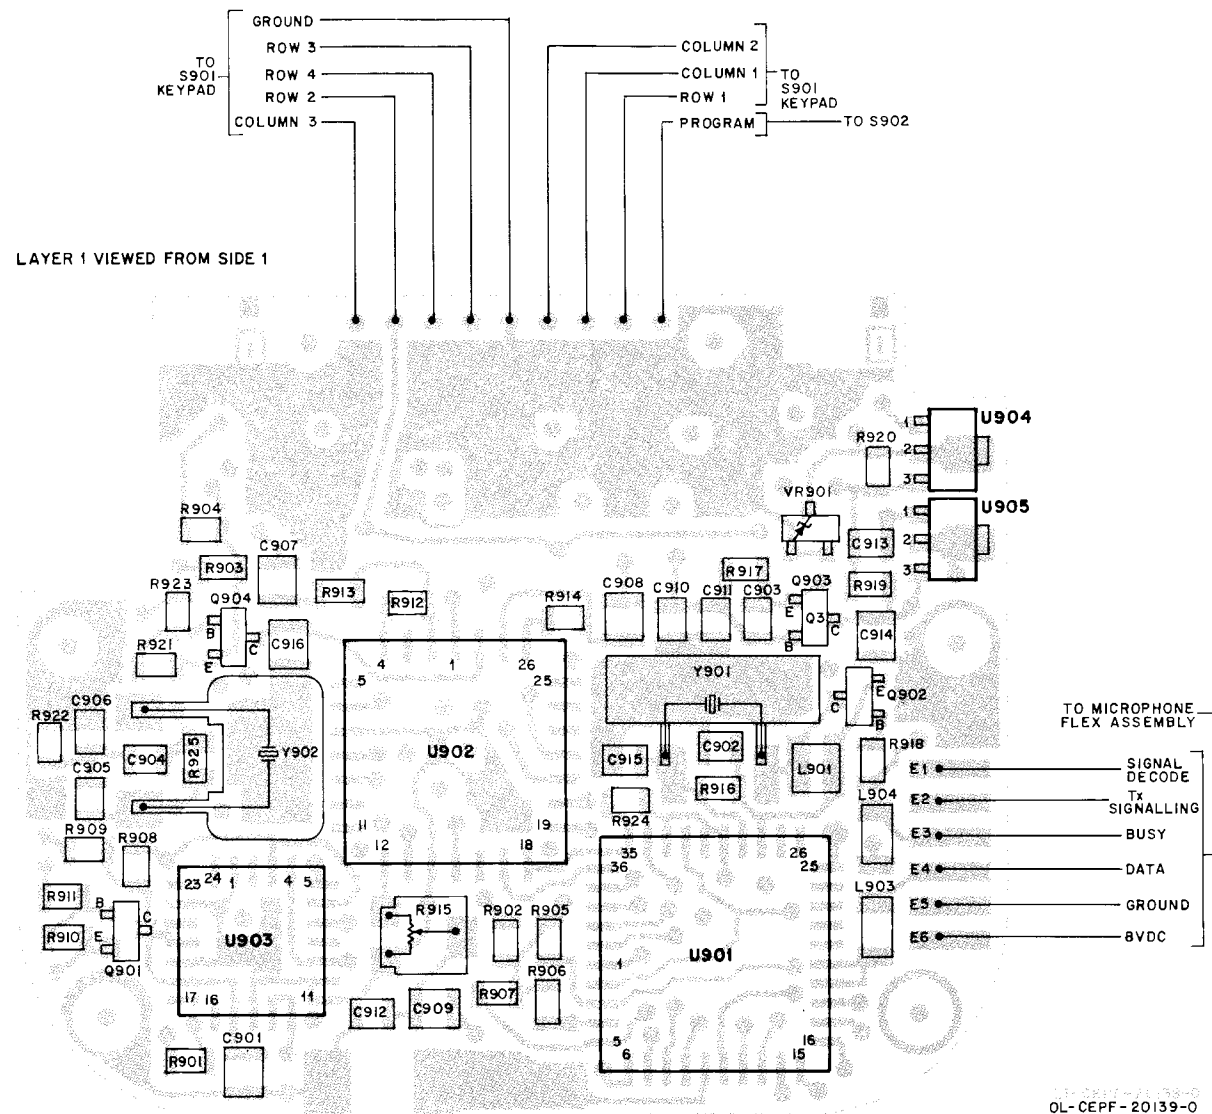 GROUND
ROW 3
ROW 4
ROW 2
COLUMN 3
TO
S901
KEYPAD
COLUMN 2
COLUMN 1
ROW 1
PROGRAM
TO
S901
KEYPAD
TO S902
LAYER 1 VIEWED FROM SIDE 1
U904
1
2
3
R920
VR901
U905
1
2
3
R904
C907
R903
R923
Q904
B
E
C
R913
R912
R914
C916
R921
C908
C910
C911
C903
R917
Q903
E
B
C
Q3
C913
R919
C914
4
1
26
5
25
U902
11
19
12
18
Y901
Q902
C
E
B
C906
R922
C904
R925
Y902
C905
C915
C902
L901
R918
R916
R924
L904
L903
R909
R908
R911
R910
B
E
C
Q901
23
24
1
4
5
U903
17
16
11
R915
R902
R905
R906
R907
C912
C909
35
26
36
25
U901
1
5
16
6
15
R901
C901
TO MICROPHONE
FLEX ASSEMBLY
E1 SIGNAL
DECODE
E2 Tx
SIGNALLING
E3 BUSY
E4 DATA
E5 GROUND
E6 8VDC
OL-CEPF-20139-O